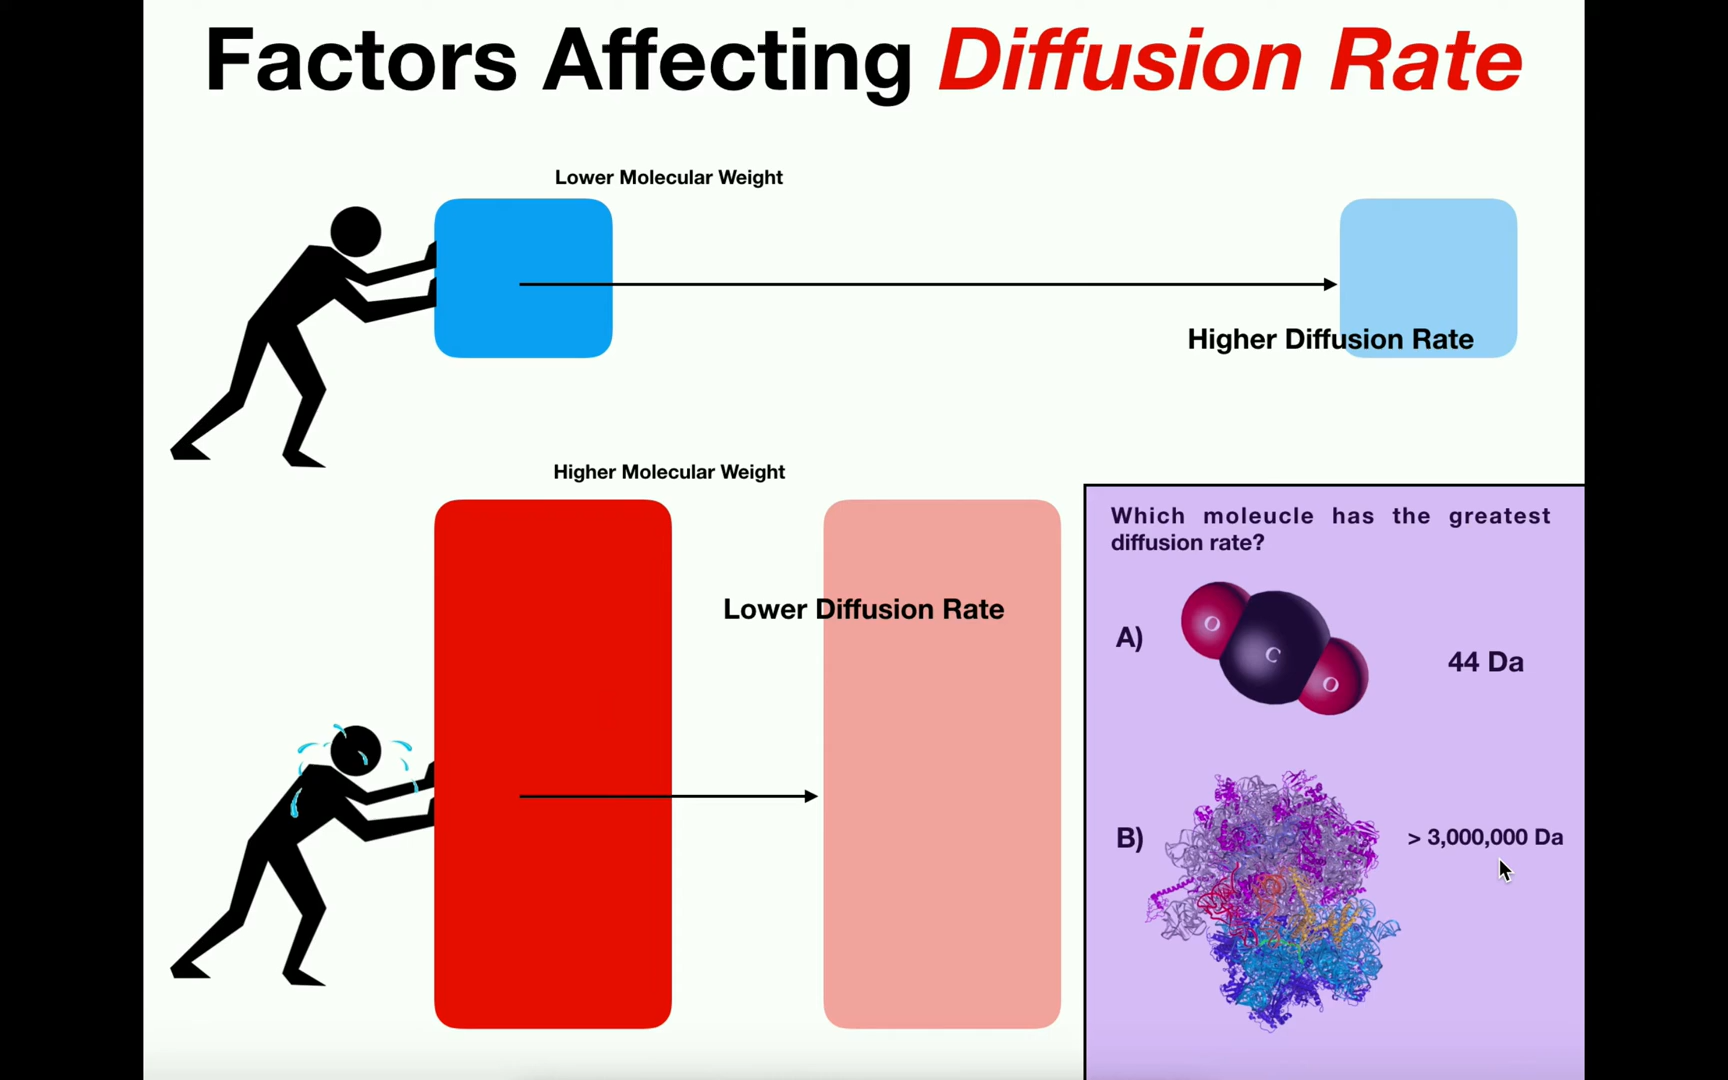 Factors Affecting Diffusion Rate
Lower Molecular Weight
Higher Diffusion Rate
Higher Molecular Weight
Lower Diffusion Rate
Which moleucle has the greatest
diffusion rate?
A)
O
C
O
44 Da
B)
> 3,000,000 Da